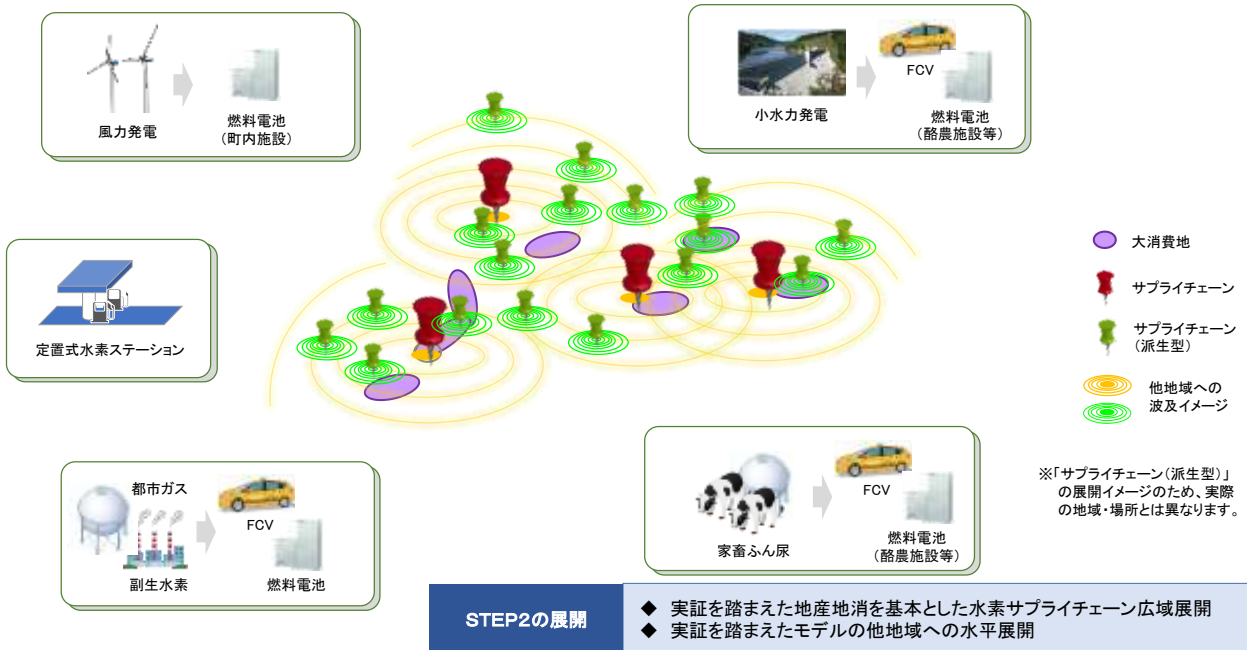 風力発電
燃料電池
（町内施設）
小水力発電
FCV
燃料電池
（酪農施設等）
定置式水素ステーション
大消費地
サプライチェーン
サプライチェーン
（派生型）
他地域への
波及イメージ
※「サプライチェーン（派生型）」
の展開イメージのため、実際
の地域・場所とは異なります。
都市ガス
副生水素
FCV
燃料電池
家畜ふん尿
FCV
燃料電池
（酪農施設等）
STEP2の展開
◆ 実証を踏まえた地産地消を基本とした水素サプライチェーン広域展開
◆ 実証を踏まえたモデルの他地域への水平展開